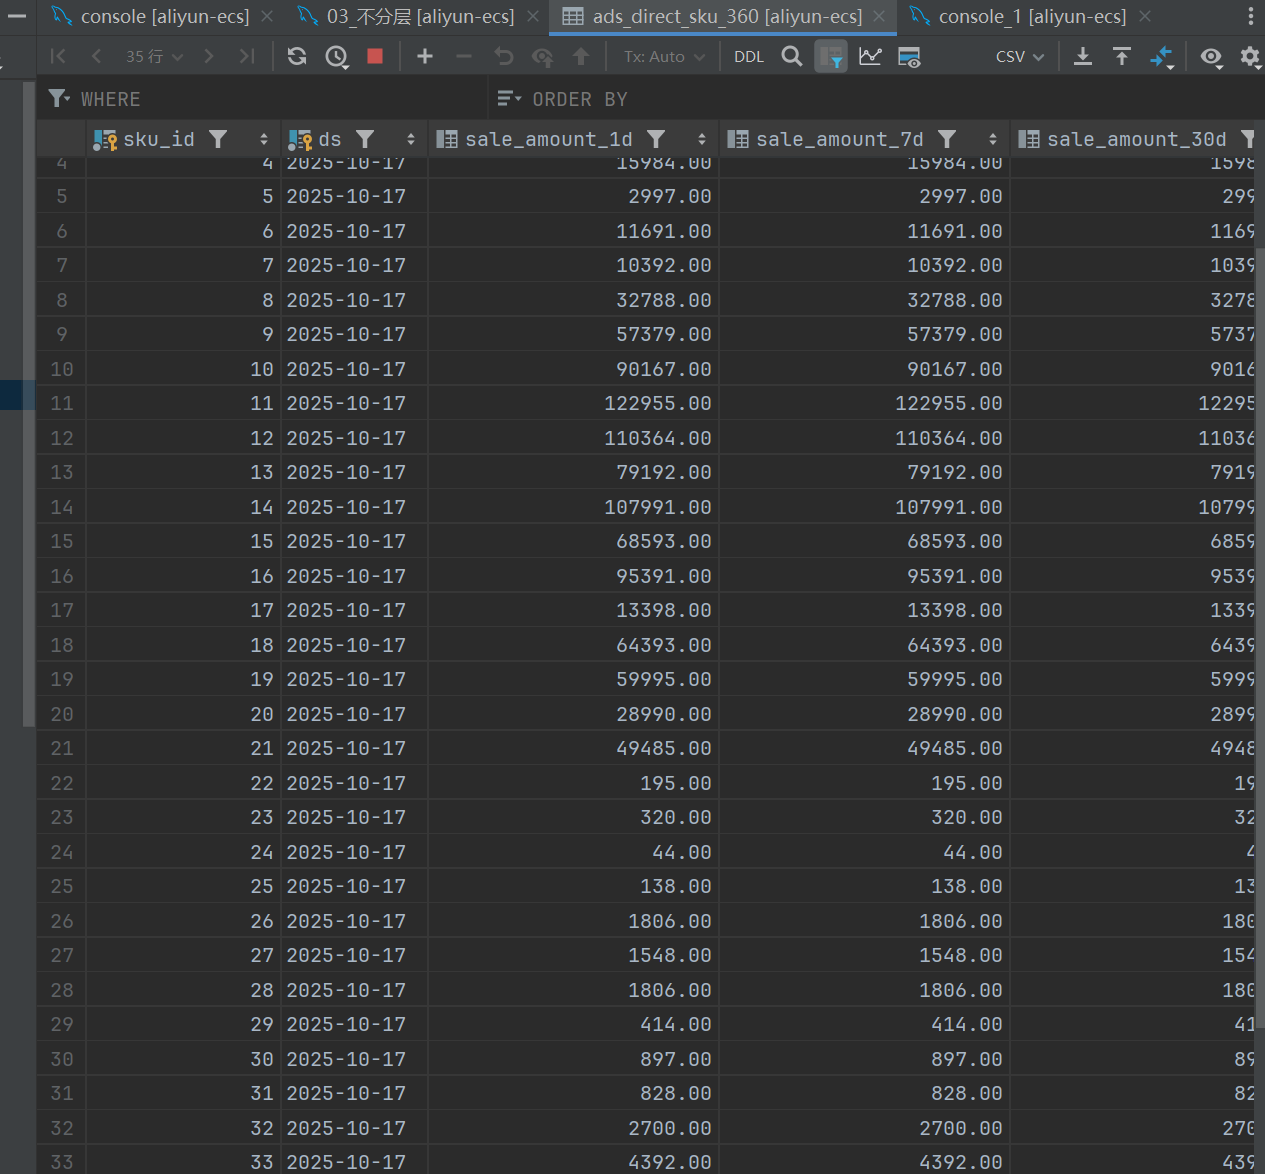 console [aliyun-ecs] 03_不分层 [aliyun-ecs] ads_direct_sku_360 [aliyun-ecs] console_1 [aliyun-ecs]
35 行 Tx: Auto DDL CSV
WHERE ORDER BY
sku_id ds sale_amount_1d sale_amount_7d sale_amount_30d
4 4 2025-10-17 15984.00 15984.00 1598
5 5 2025-10-17 2997.00 2997.00 299
6 6 2025-10-17 11691.00 11691.00 1169
7 7 2025-10-17 10392.00 10392.00 1039
8 8 2025-10-17 32788.00 32788.00 3278
9 9 2025-10-17 57379.00 57379.00 5737
10 10 2025-10-17 90167.00 90167.00 9016
11 11 2025-10-17 122955.00 122955.00 12295
12 12 2025-10-17 110364.00 110364.00 11036
13 13 2025-10-17 79192.00 79192.00 7919
14 14 2025-10-17 107991.00 107991.00 10799
15 15 2025-10-17 68593.00 68593.00 6859
16 16 2025-10-17 95391.00 95391.00 9539
17 17 2025-10-17 13398.00 13398.00 1339
18 18 2025-10-17 64393.00 64393.00 6439
19 19 2025-10-17 59995.00 59995.00 5999
20 20 2025-10-17 28990.00 28990.00 2899
21 21 2025-10-17 49485.00 49485.00 4948
22 22 2025-10-17 195.00 195.00 19
23 23 2025-10-17 320.00 320.00 32
24 24 2025-10-17 44.00 44.00 4
25 25 2025-10-17 138.00 138.00 13
26 26 2025-10-17 1806.00 1806.00 180
27 27 2025-10-17 1548.00 1548.00 154
28 28 2025-10-17 1806.00 1806.00 180
29 29 2025-10-17 414.00 414.00 41
30 30 2025-10-17 897.00 897.00 89
31 31 2025-10-17 828.00 828.00 82
32 32 2025-10-17 2700.00 2700.00 270
33 33 2025-10-17 4392.00 4392.00 439